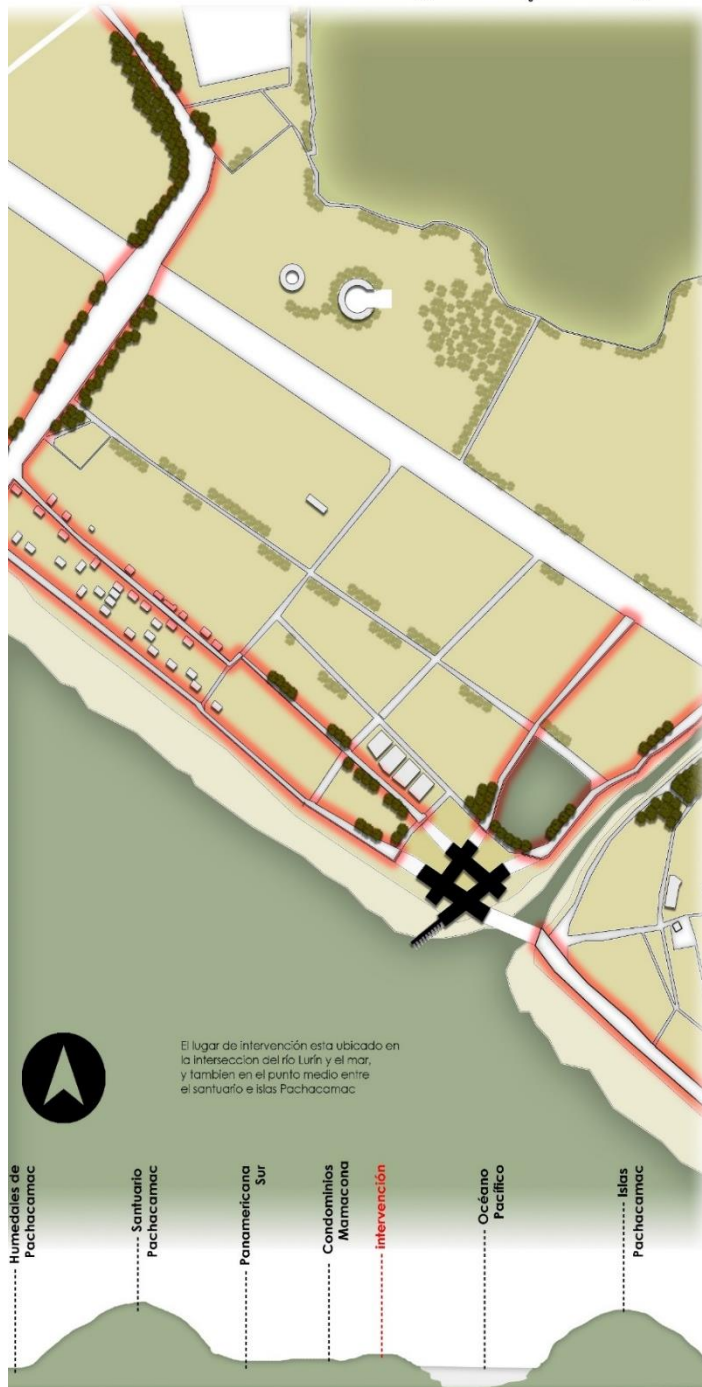 El lugar de intervención esta ubicado en
la interseccion del río Lurín y el mar,
y tambien en el punto medio entre
el santuario e islas Pachacamac
Humedales de
Pachacamac
Santuario
Pachacamac
Panamericana
Sur
Condominios
Mamacona
intervención
Océano
Pacífico
Islas
Pachacamac